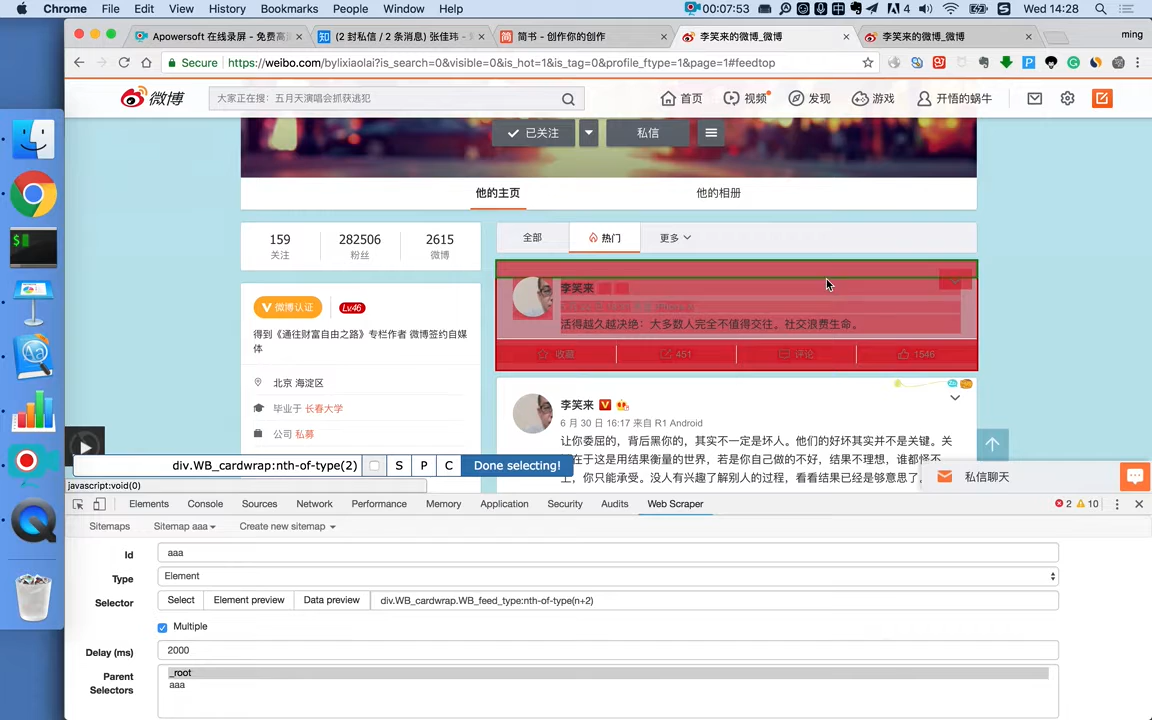 Chrome File Edit View History Bookmarks People Window Help 00:07:53 4 Wed 14:28
Apowersoft 在线录屏 - 免费高清
(2 封私信 / 2 条消息) 张佳玮 -
简书 - 创作你的创作
李笑来的微博_微博
李笑来的微博_微博
ming
Secure https://weibo.com/bylixiaolai?is_search=0&visible=0&is_hot=1&is_tag=0&profile_ftype=1&page=1#feedtop
微博 大家正在搜：五月天演唱会抓获逃犯 首页 视频 发现 游戏 开悟的蜗牛
已关注 私信
他的主页 他的相册
159 282506 2615
关注 粉丝 微博
全部 热门 更多
李笑来
活得越久越决绝：大多数人完全不值得交往。社交浪费生命。
收藏 451 评论 1546
微博认证 Lv46
得到《通往财富自由之路》专栏作者 微博签约自媒
体
北京 海淀区
毕业于 长春大学
公司 私募
李笑来
6 月 30 日 16:17 来自 R1 Android
让你委屈的，背后黑你的，其实不一定是坏人。他们的好坏其实并不是关键。关
在于这是用结果衡量的世界，若是你自己做的不好，结果不理想，谁都怪不
你只能承受。没人有兴趣了解别人的过程，看看结果已经是够意思了。
私信聊天
div.WB_cardwrap:nth-of-type(2) S P C Done selecting!
javascript:void(0)
Elements Console Sources Network Performance Memory Application Security Audits Web Scraper 2 10
Sitemaps Sitemap aaa Create new sitemap
Id aaa
Type Element
Selector Select Element preview Data preview div.WB_cardwrap.WB_feed_type:nth-of-type(n+2)
Multiple
Delay (ms) 2000
Parent Selectors _root
aaa